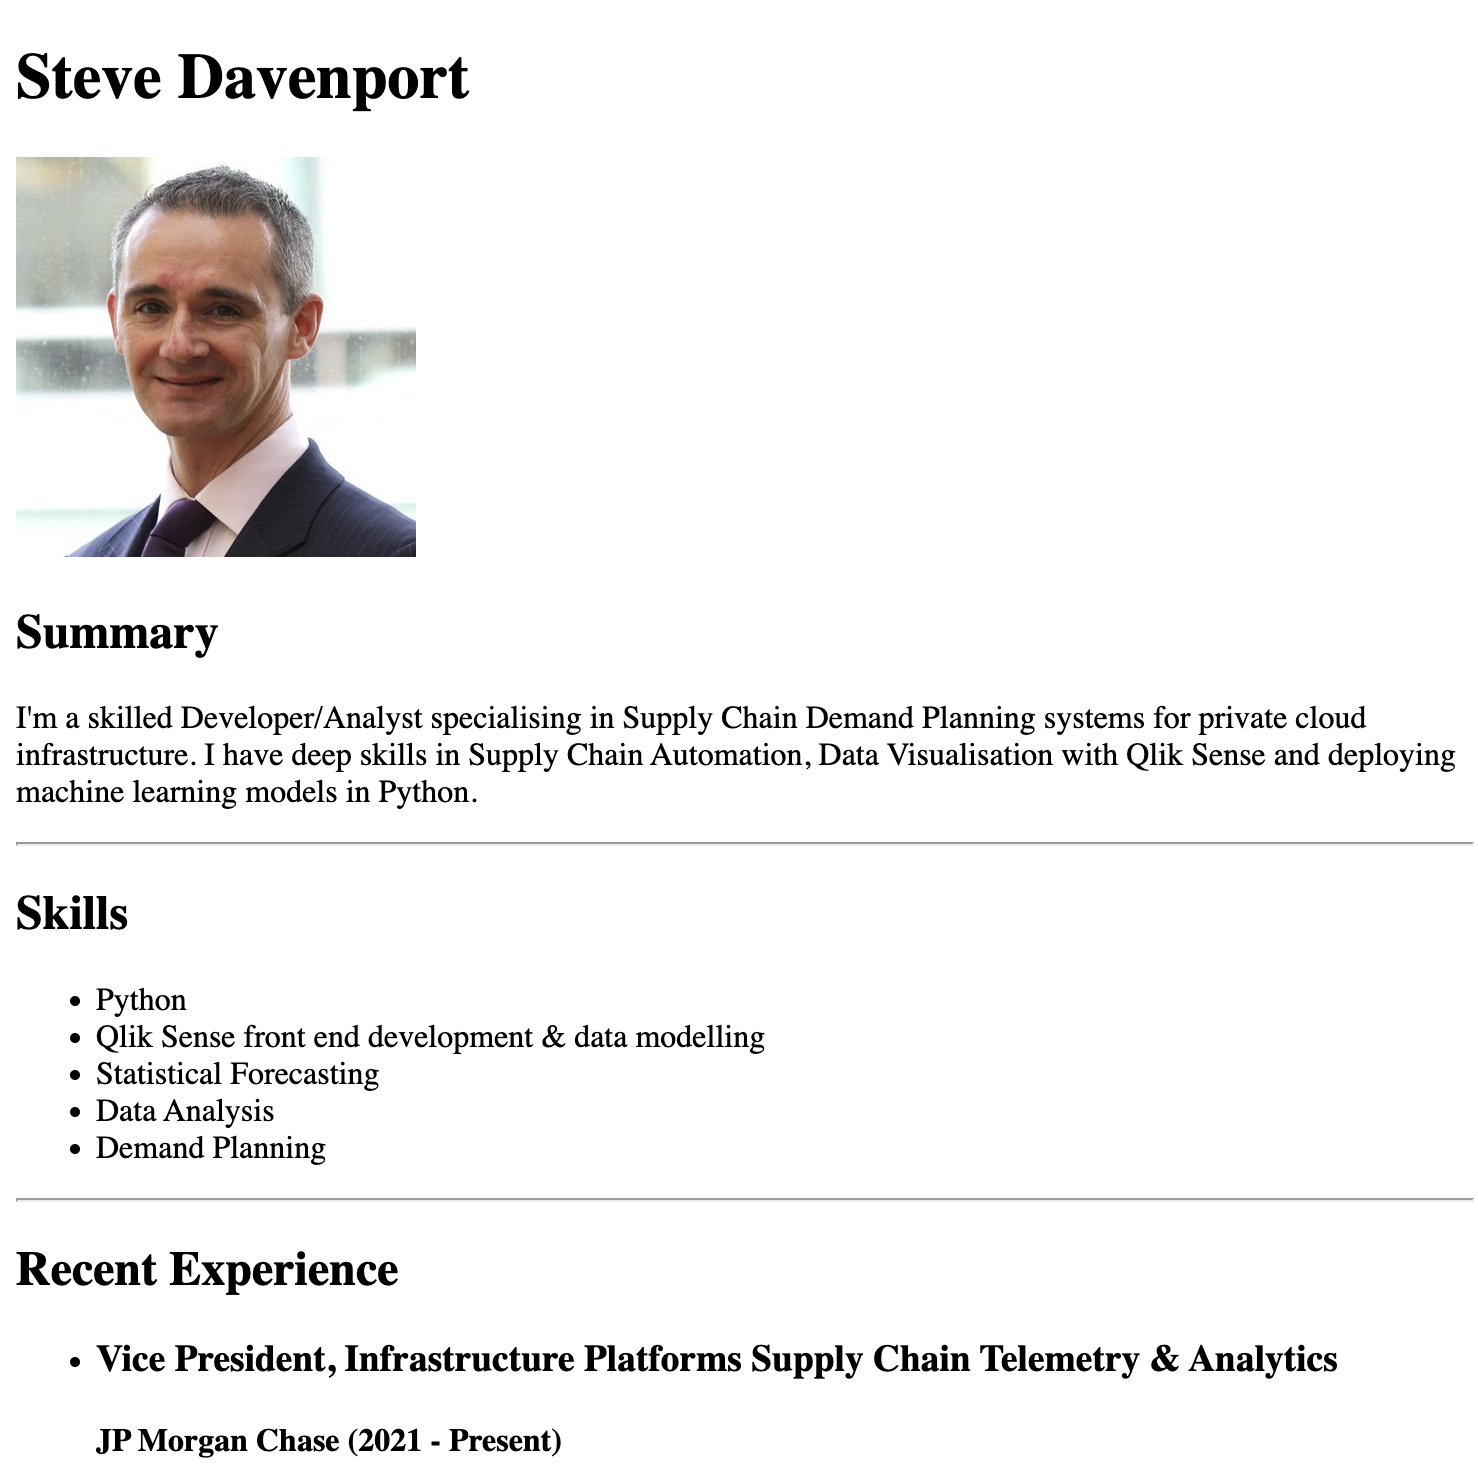 Steve Davenport
Summary
I'm a skilled Developer/Analyst specialising in Supply Chain Demand Planning systems for private cloud
infrastructure. I have deep skills in Supply Chain Automation, Data Visualisation with Qlik Sense and deploying
machine learning models in Python.
Skills
• Python
• Qlik Sense front end development & data modelling
• Statistical Forecasting
• Data Analysis
• Demand Planning
Recent Experience
• Vice President, Infrastructure Platforms Supply Chain Telemetry & Analytics
JP Morgan Chase (2021 - Present)